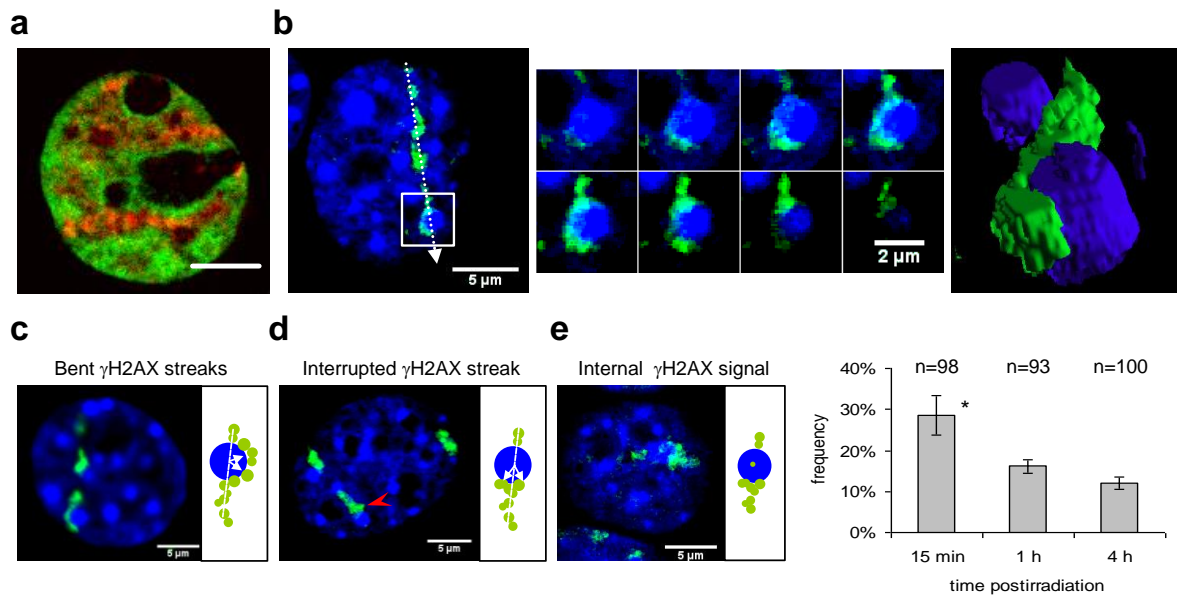 a
b
5 µm
2 µm
c
d
e
Bent γH2AX streaks
Interrupted γH2AX streak
Internal γH2AX signal
5 µm
5 µm
5 µm
n=98
n=93
n=100
40%
30%
20%
10%
0%
*
frequency
15 min
1 h
4 h
time postirradiation